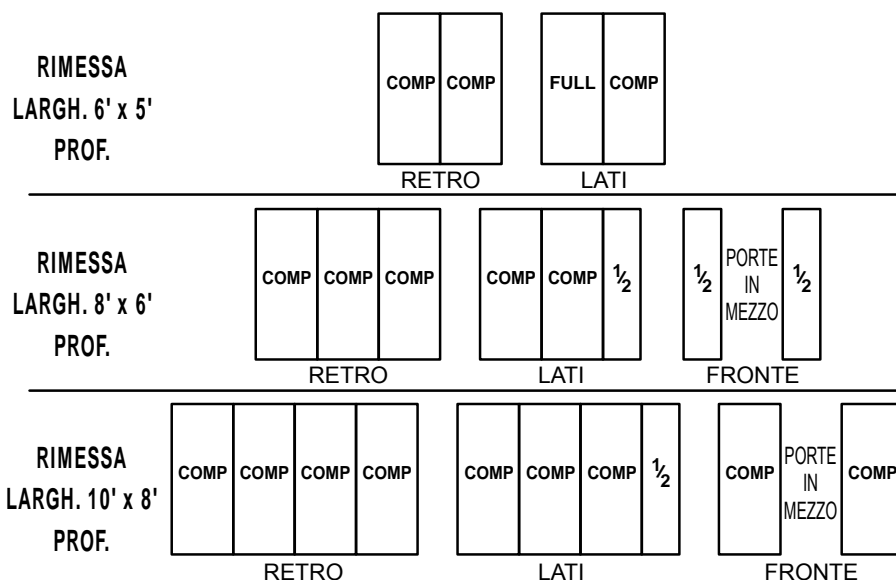 RIMESSA
LARGH. 6' x 5'
PROF.
COMP COMP
RETRO
FULL COMP
LATI
RIMESSA
LARGH. 8' x 6'
PROF.
COMP COMP COMP
RETRO
COMP COMP ½
LATI
½ PORTE IN MEZZO ½
FRONTE
RIMESSA
LARGH. 10' x 8'
PROF.
COMP COMP COMP COMP
RETRO
COMP COMP COMP ½
LATI
COMP PORTE IN MEZZO COMP
FRONTE